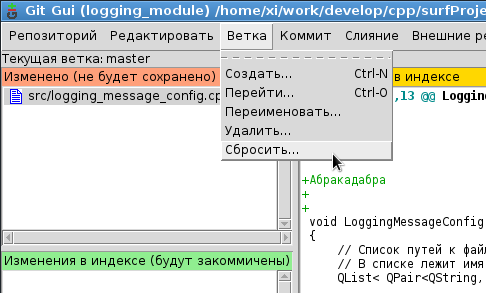 Git Gui (logging_module) /home/xi/work/develop/cpp/surfProje
Репозиторий Редактировать Ветка Коммит Слияние Внешние ре
Текущая ветка: master
Изменено (не будет сохранено) в индексе
Создать... Ctrl-N
src/logging_message_config.cp Перейти... Ctrl-O ,13 @@ Loggin
Переименовать...
Удалить...
Сбросить...
+Абракадабра
+
+
void LoggingMessageConfig
{
// Список путей к файл
// В списке лежит имя
QList< QPair<QString,
Изменения в индексе (будут закоммичены)